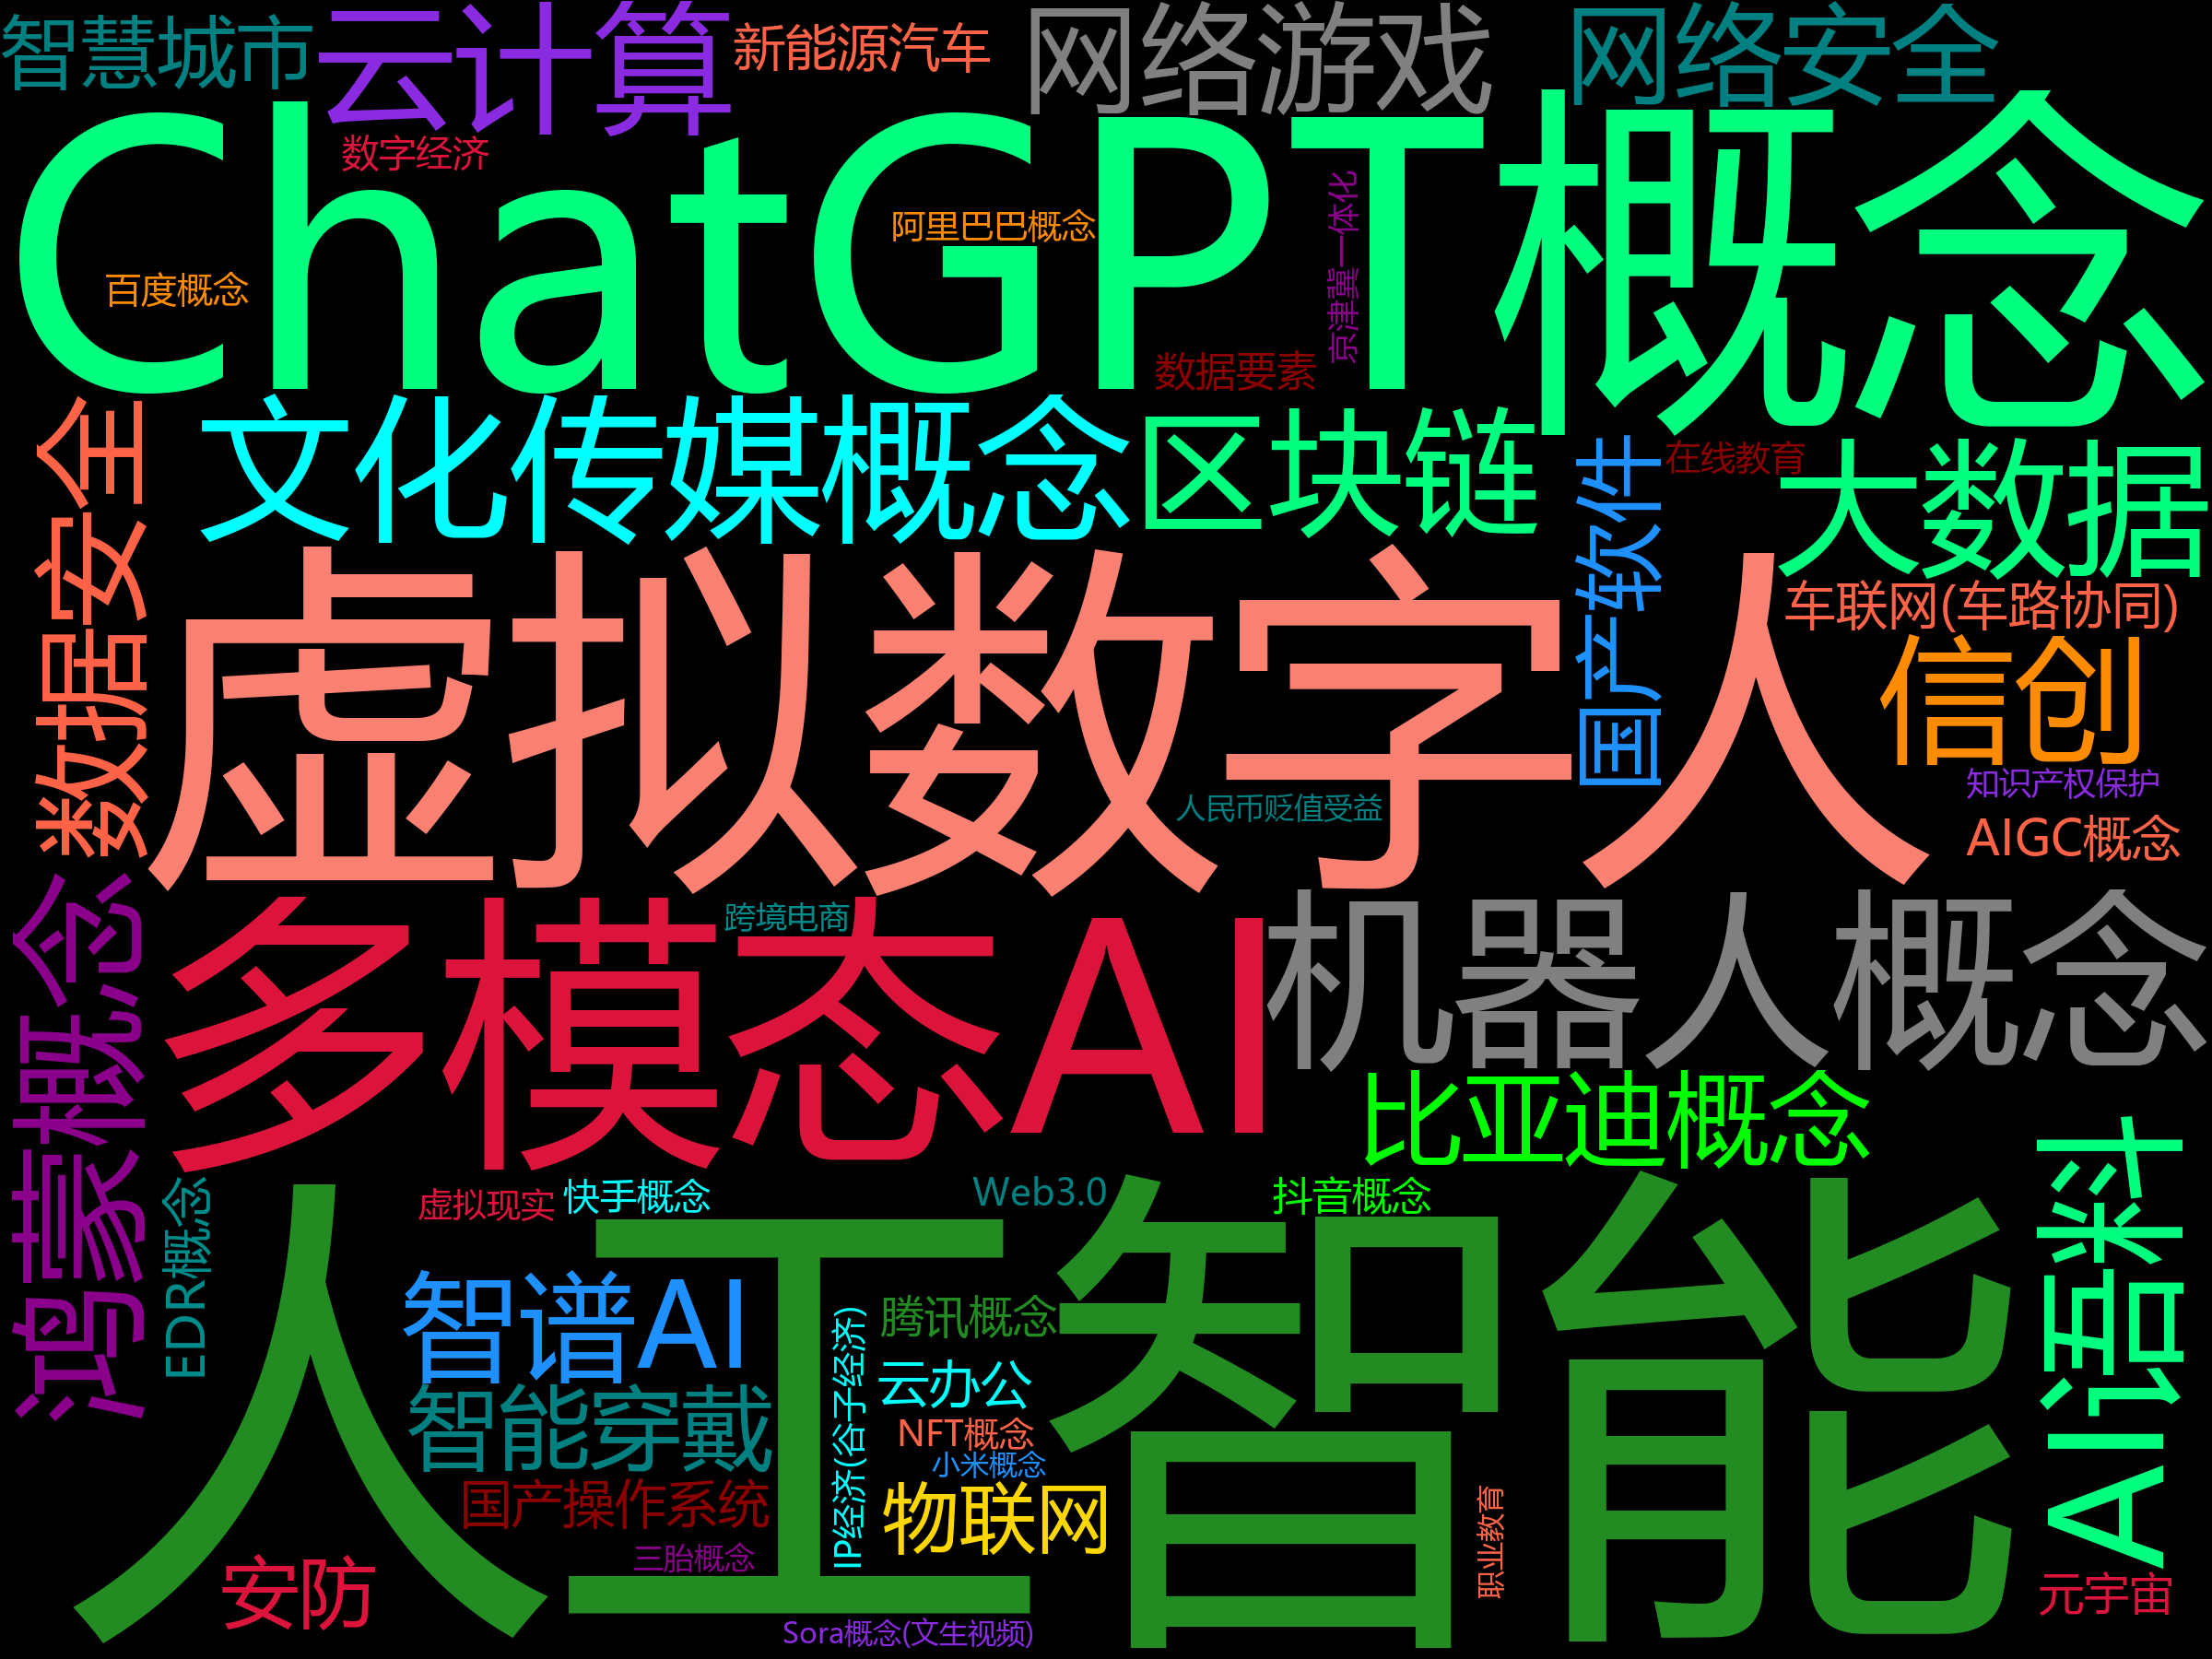 智慧城市
云计算
新能源汽车
网络游戏
网络安全
数字经济
ChatGPT概念
阿里巴巴概念
京津冀一体化
百度概念
数据要素
数据安全
文化传媒概念
区块链
国产软件
在线教育
大数据
虚拟数字人
车联网(车路协同)
信创
知识产权保护
人民币贬值受益
AIGC概念
鸿蒙概念
多模态AI
跨境电商
机器人概念
比亚迪概念
AI语料
EDR概念
虚拟现实
快手概念
Web3.0
抖音概念
人工智能
智谱AI
腾讯概念
IP经济(谷子经济)
云办公
智能穿戴
NFT概念
小米概念
国产操作系统
物联网
职业教育
三胎概念
安防
元宇宙
Sora概念(文生视频)